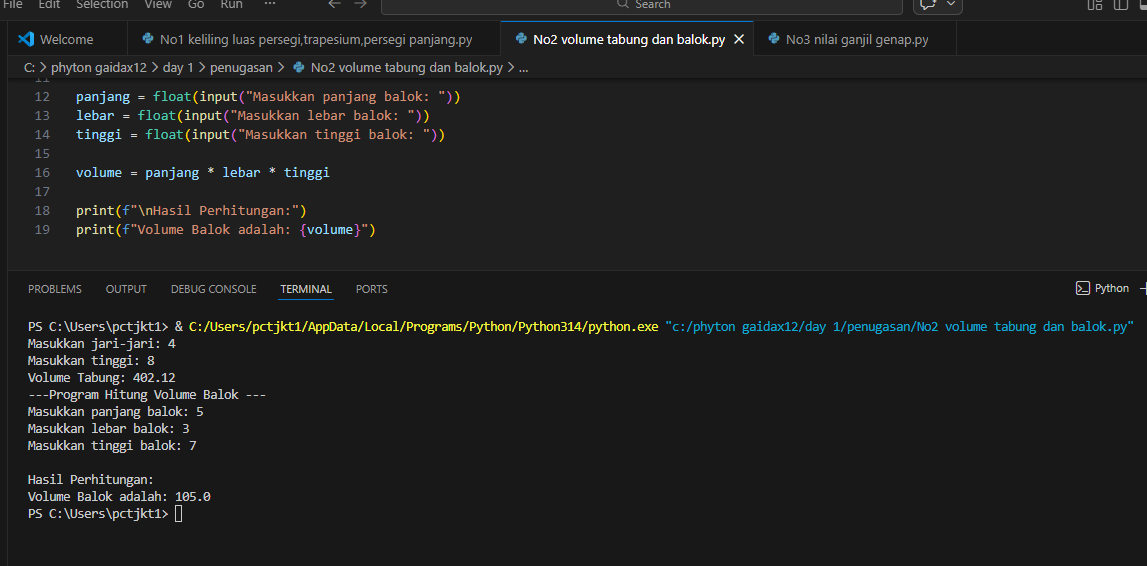 File Edit Selection View Go Run ··· Search
Welcome No1 keliling luas persegi,trapesium,persegi panjang.py No2 volume tabung dan balok.py No3 nilai ganjil genap.py
C: > phyton gaidax12 > day 1 > penugasan > No2 volume tabung dan balok.py > ...
11
12 panjang = float(input("Masukkan panjang balok: "))
13 lebar = float(input("Masukkan lebar balok: "))
14 tinggi = float(input("Masukkan tinggi balok: "))
15
16 volume = panjang * lebar * tinggi
17
18 print(f"\nHasil Perhitungan:")
19 print(f"Volume Balok adalah: {volume}")
PROBLEMS OUTPUT DEBUG CONSOLE TERMINAL PORTS Python
PS C:\Users\pctjkt1> & C:/Users/pctjkt1/AppData/Local/Programs/Python/Python314/python.exe "c:/phyton gaidax12/day 1/penugasan/No2 volume tabung dan balok.py"
Masukkan jari-jari: 4
Masukkan tinggi: 8
Volume Tabung: 402.12
---Program Hitung Volume Balok ---
Masukkan panjang balok: 5
Masukkan lebar balok: 3
Masukkan tinggi balok: 7
Hasil Perhitungan:
Volume Balok adalah: 105.0
PS C:\Users\pctjkt1>